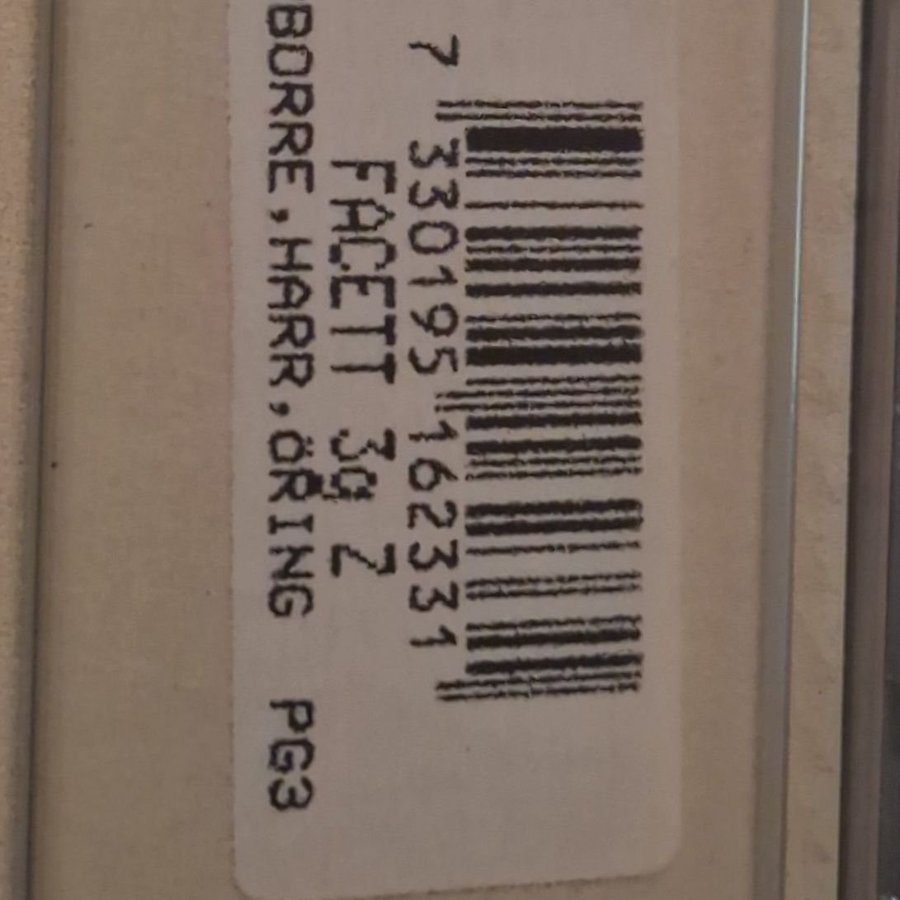 7 330195 162331
FACETT 3g Z
BORRE,HARR,ÖRING PG3